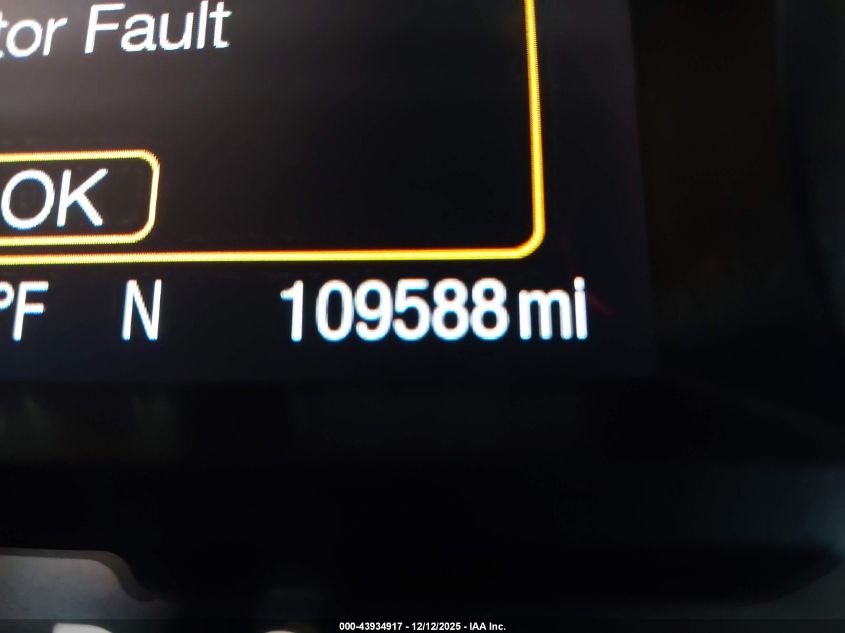 tor Fault
OK
°F N 109588 mi
000-43934917 - 12/12/2025 - IAA Inc.